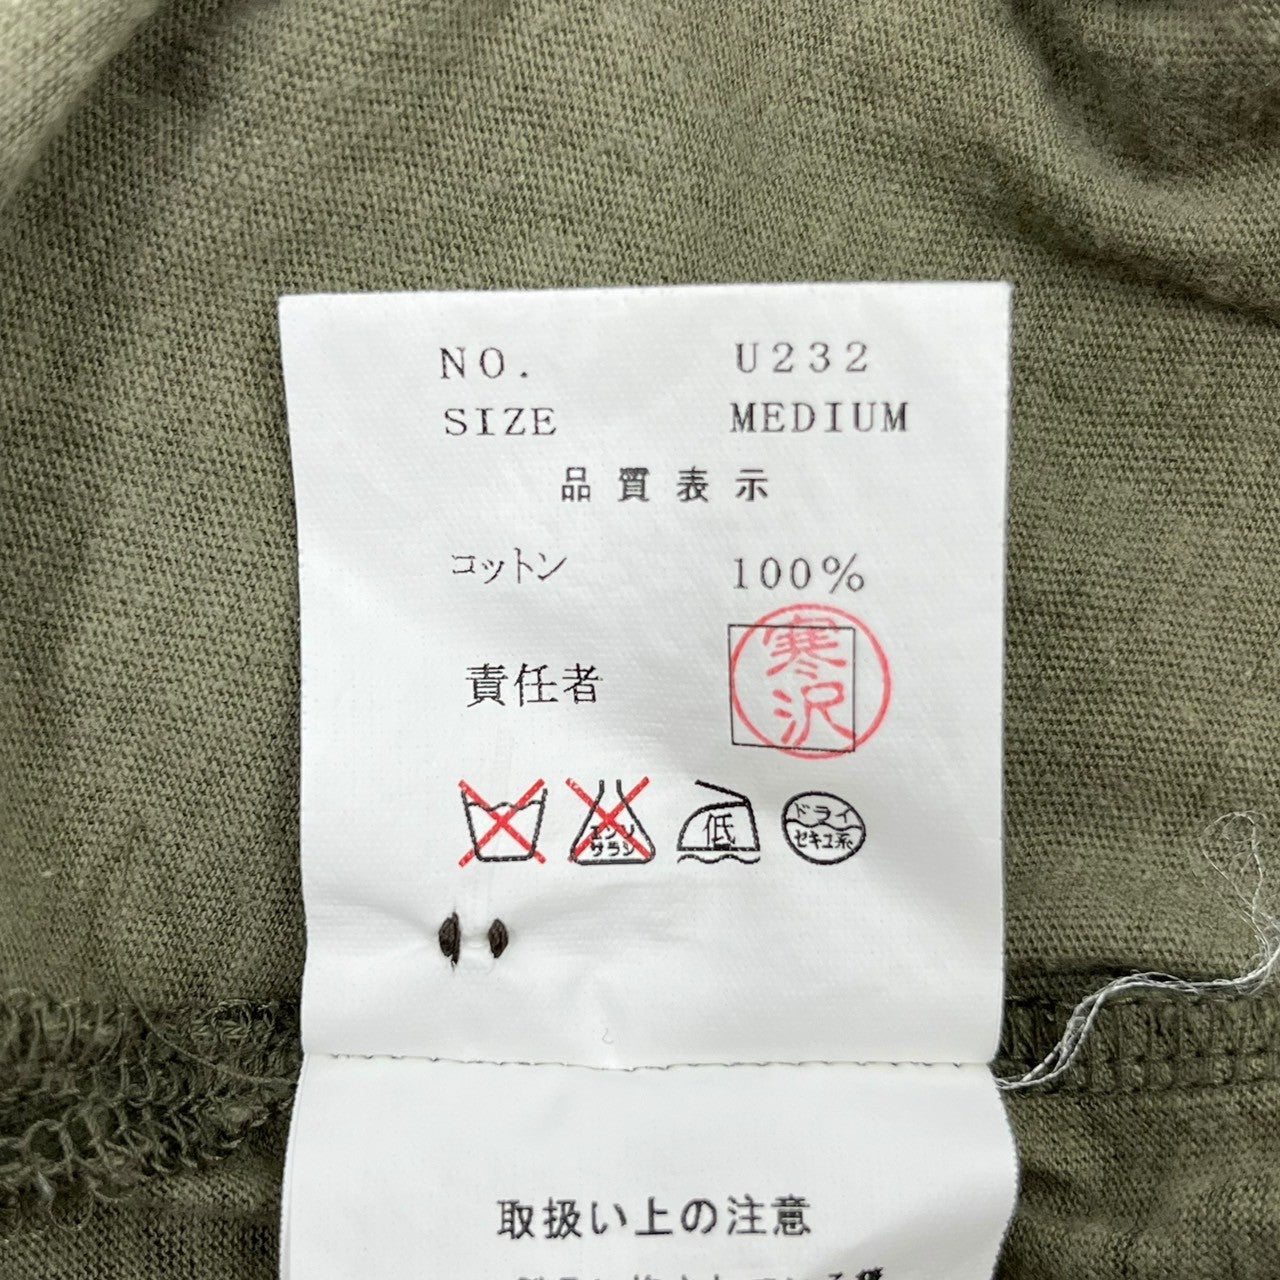 NO. U232
SIZE MEDIUM
品質表示
コットン 100%
責任者 寒沢
エンソサラシ 低 ドライ セキユ系
取扱い上の注意